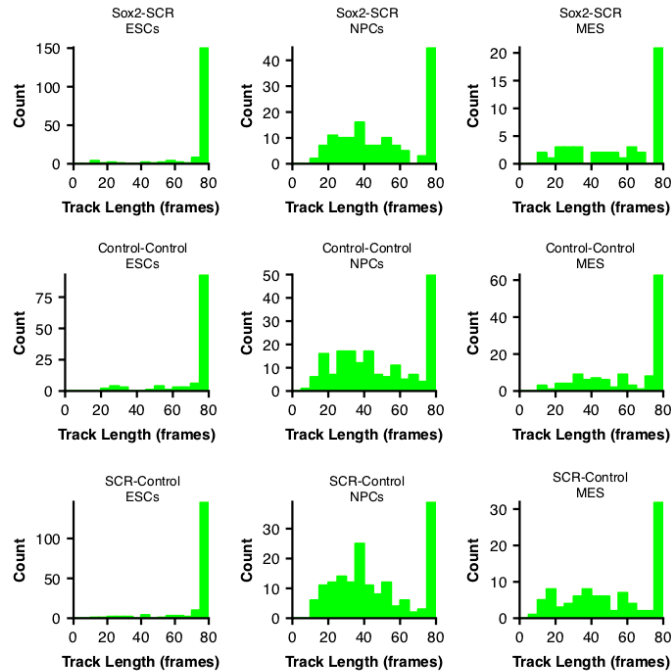 Sox2-SCR
ESCs
Sox2-SCR
NPCs
Sox2-SCR
MES
Count
150
100
50
0
0 20 40 60 80
Track Length (frames)
Count
40
30
20
10
0
0 20 40 60 80
Track Length (frames)
Count
20
15
10
5
0
0 20 40 60 80
Track Length (frames)
Control-Control
ESCs
Control-Control
NPCs
Control-Control
MES
Count
75
50
25
0
0 20 40 60 80
Track Length (frames)
Count
50
40
30
20
10
0
0 20 40 60 80
Track Length (frames)
Count
60
40
20
0
0 20 40 60 80
Track Length (frames)
SCR-Control
ESCs
SCR-Control
NPCs
SCR-Control
MES
Count
100
50
0
0 20 40 60 80
Track Length (frames)
Count
30
20
10
0
0 20 40 60 80
Track Length (frames)
Count
30
20
10
0
0 20 40 60 80
Track Length (frames)